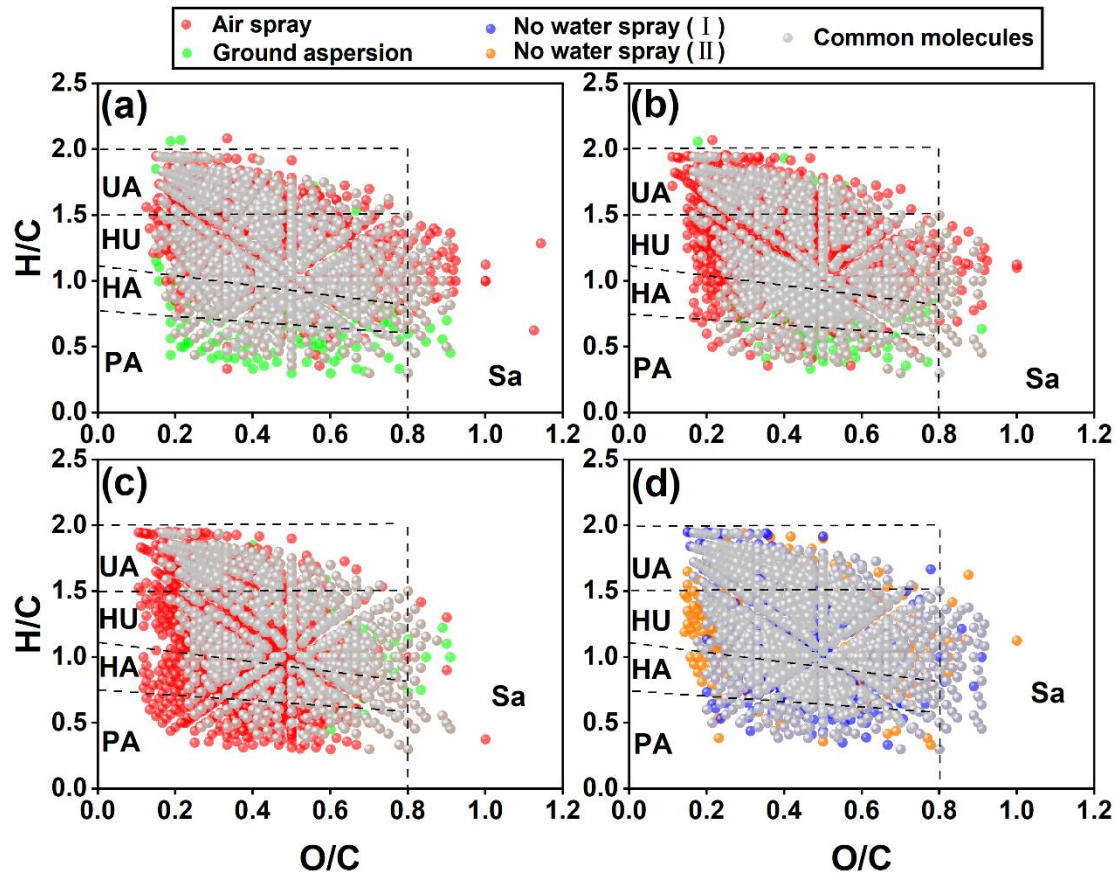 Air spray No water spray (Ⅰ) Common molecules
Ground aspersion No water spray (Ⅱ)
(a) (b)
H/C
2.5 2.5
2.0 2.0
UA UA
1.5 1.5
HU HU
1.0 1.0
HA HA
0.5 0.5
PA Sa PA Sa
0.0 0.0
0.0 0.2 0.4 0.6 0.8 1.0 1.2 0.0 0.2 0.4 0.6 0.8 1.0 1.2
(c) (d)
H/C
2.5 2.5
2.0 2.0
UA UA
1.5 1.5
HU HU
1.0 1.0
HA Sa HA Sa
0.5 0.5
PA PA
0.0 0.0
0.0 0.2 0.4 0.6 0.8 1.0 1.2 0.0 0.2 0.4 0.6 0.8 1.0 1.2
O/C O/C